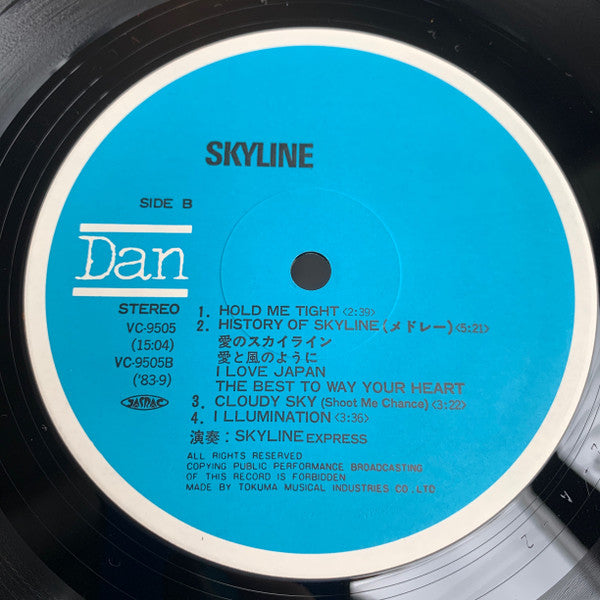 SKYLINE
SIDE B
Dan
STEREO
VC-9505
(15:04)
VC-9505B
('83·9)
JASRAC
1. HOLD ME TIGHT<2:39>
2. HISTORY OF SKYLINE (メドレー)<5:21>
愛のスカイライン
愛と風のように
I LOVE JAPAN
THE BEST TO WAY YOUR HEART
3. CLOUDY SKY (Shoot Me Chance)<3:22>
4. I LLUMINATION<3:36>
演奏：SKYLINE EXPRESS
ALL RIGHTS RESERVED
COPYING PUBLIC PERFORMANCE BROADCASTING
OF THIS RECORD IS FORBIDDEN
MADE BY TOKUMA MUSICAL INDUSTRIES CO.,LTC